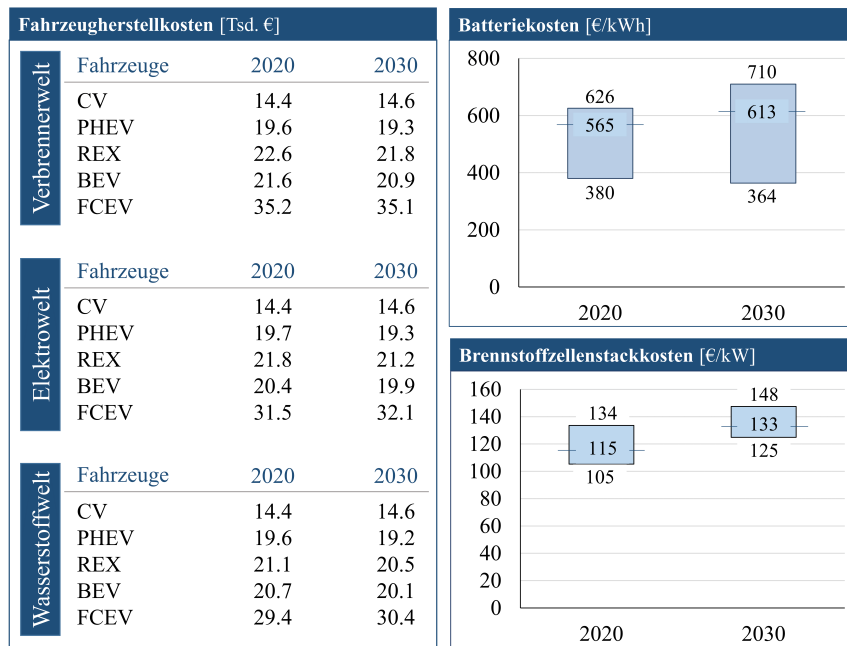 Fahrzeugherstellkosten [Tsd. €]
Verbrennerwelt
Fahrzeuge 2020 2030
CV 14.4 14.6
PHEV 19.6 19.3
REX 22.6 21.8
BEV 21.6 20.9
FCEV 35.2 35.1
Elektrowelt
Fahrzeuge 2020 2030
CV 14.4 14.6
PHEV 19.7 19.3
REX 21.8 21.2
BEV 20.4 19.9
FCEV 31.5 32.1
Wasserstoffwelt
Fahrzeuge 2020 2030
CV 14.4 14.6
PHEV 19.6 19.2
REX 21.1 20.5
BEV 20.7 20.1
FCEV 29.4 30.4
Batteriekosten [€/kWh]
800
600
400
200
0
626
565
380
710
613
364
2020 2030
Brennstoffzellenstackkosten [€/kW]
160
140
120
100
80
60
40
20
0
134
115
105
148
133
125
2020 2030